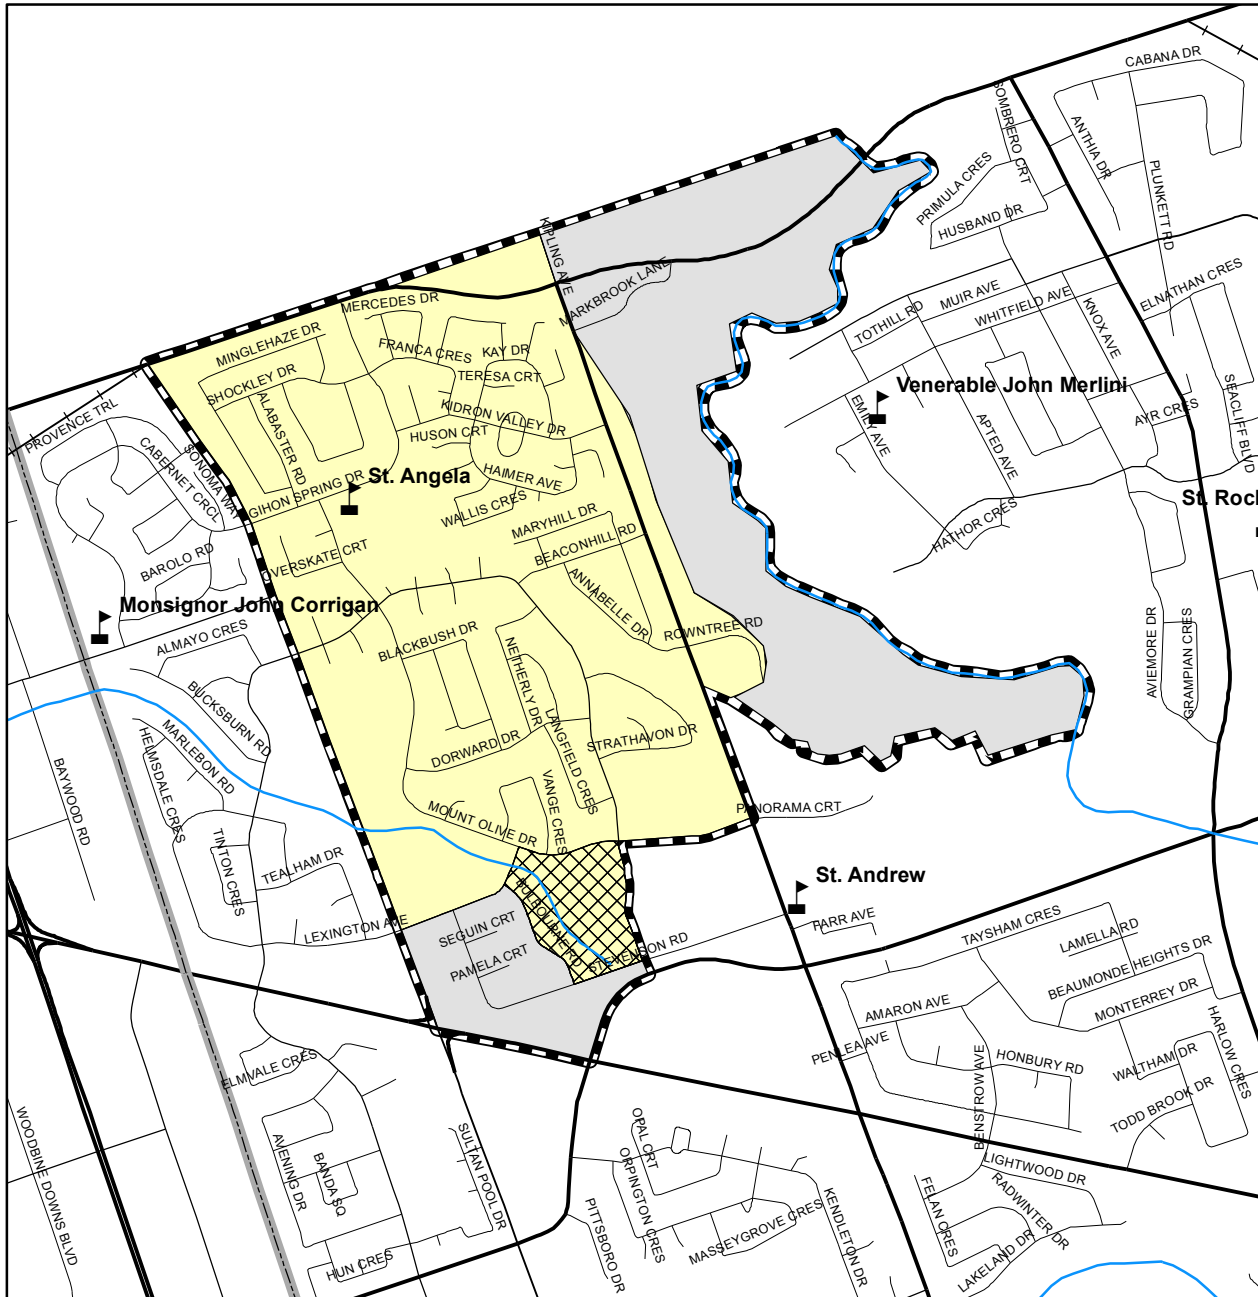 CABANA DR
SOMBRERO CRT
ANTHIA DR
PLUNKETT RD
PRIMULA CRES
HUSBAND DR
KIPLING AVE
MARKBROOK LANE
ELNATHAN CRES
MERCEDES DR
MUIR AVE
TOTHILL RD
WHITFIELD AVE
KNOX AVE
MINGLEHAZE DR
FRANCA CRES
KAY DR
TERESA CRT
SHOCKLEY DR
Venerable John Merlini
SEAGLIFF BLVD
ALABASTER RD
KIDRON VALLEY DR
HUSON CRT
EMILY AVE
APTED AVE
AYR CRES
PROVENCE TRL
CABERNET CRCL
SONOMA WAY
St. Angela
HAIMER AVE
GIHON SPRING DR
WALLIS CRES
St. Roch
MARYHILL DR
BEACONHILL RD
HATHOR CRES
BAROLO RD
OVERSKATE CRT
ANNABELLE DR
Monsignor John Corrigan
ALMAYO CRES
BLACKBUSH DR
ROWNTREE RD
AVIEMORE DR
GRAMPIAN CRES
NETHERLY DR
BUCKSBURN RD
MARLEBON RD
HELMSDALE CRES
LANGFIELD CRES
STRATHAVON DR
DORWARD DR
BAYWOOD RD
VANGE CRES
MOUNT OLIVE DR
PANORAMA CRT
TINTON CRES
TEALHAM DR
St. Andrew
BULBOURNE RD
LEXINGTON AVE
SEGUIN CRT
FARR AVE
TAYSHAM CRES
LAMELLA RD
STEVENSON RD
PAMELA CRT
BEAUMONDE HEIGHTS DR
MONTERREY DR
AMARON AVE
HARLOW CRES
PENLEA AVE
HONBURY RD
WALTHAM DR
ELMVALE CRES
BENSTROW AVE
TODD BROOK DR
WOODBINE DOWNS BLVD
AVENING DR
BANDA SQ
SULTAN POOL DR
OPAL CRT
ORPINGTON CRES
LIGHTWOOD DR
RADWINTER DR
FELAN CRES
KENDLETON DR
PITTSBORO DR
MASSEYGROVE CRES
LAKELAND DR
HUN CRES